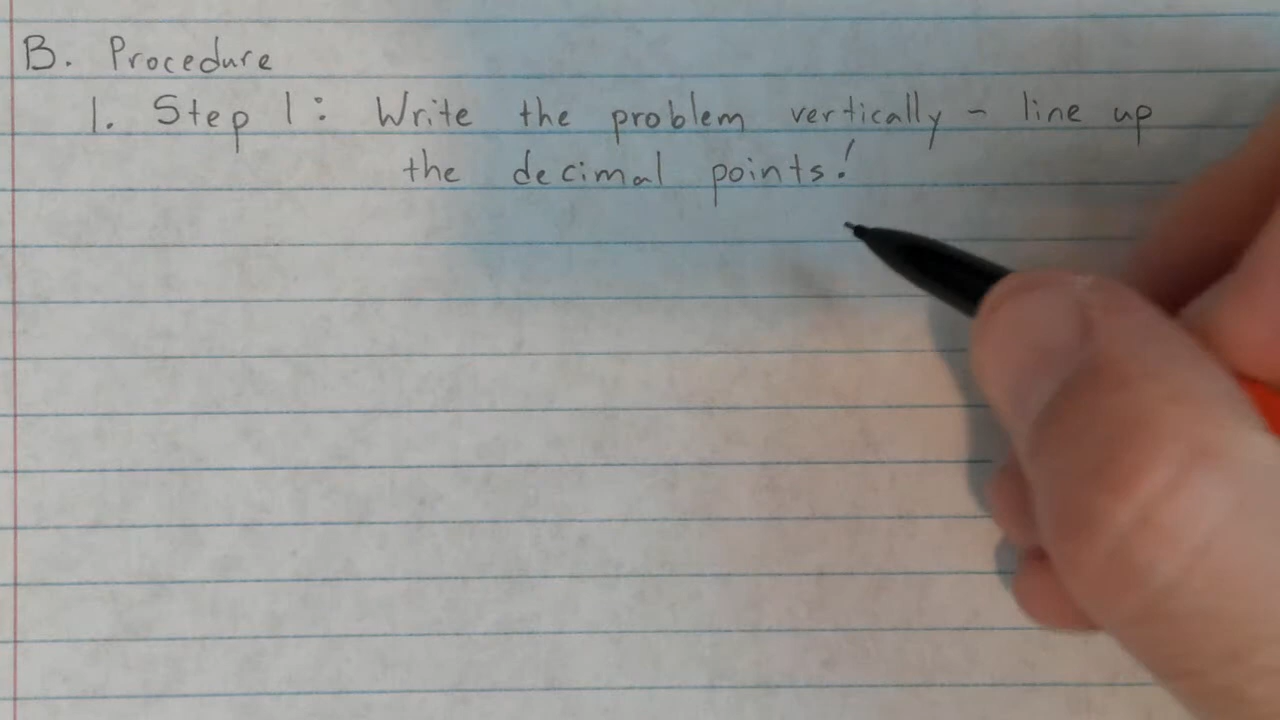 B. Procedure
1. Step 1: Write the problem vertically - line up
the decimal points!